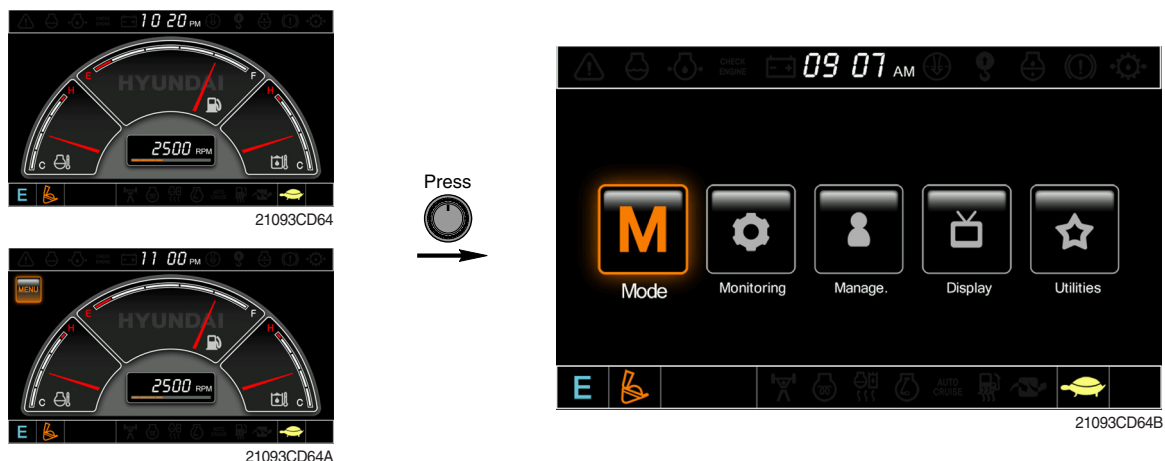 10 20 PM
E F
HYUNDAI
H H
2500 RPM
C C
E
21093CD64
11 00 PM
MENU
E F
HYUNDAI
H H
2500 RPM
C C
E
21093CD64A
Press
CHECK
ENGINE
09 07 AM
M
Mode Monitoring Manage. Display Utilities
E AUTO
CRUISE
21093CD64B